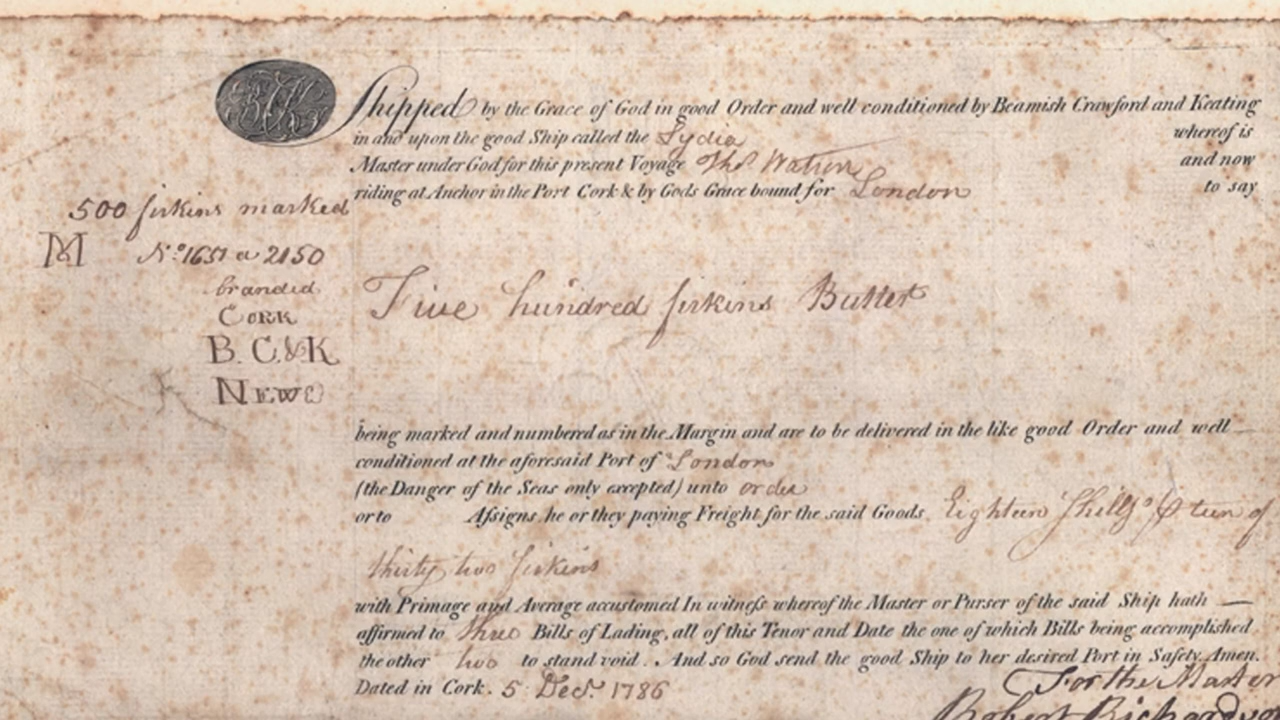 BCK
Shipped by the Grace of God in good Order and well conditioned by Beamish Crawford and Keating
in and upon the good Ship called the Lydia whereof is
Master under God for this present Voyage Thos Watson and now
riding at Anchor in the Port Cork & by Gods Grace bound for London to say
500 firkins marked
M No: 1651 a 2150
branded
CORK
B. C. & K
NEWS
Five hundred firkins Butter
being marked and numbered as in the Margin and are to be delivered in the like good Order and well
conditioned at the aforesaid Port of London
(the Danger of the Seas only excepted) unto order
or to Assigns he or they paying Freight for the said Goods Eighteen Shillgs ⅌ tun of
thirty two firkins
with Primage and Average accustomed In witness whereof the Master or Purser of the said Ship hath
affirmed to three Bills of Lading, all of this Tenor and Date the one of which Bills being accomplished
the other two to stand void. And so God send the good Ship to her desired Port in Safety Amen.
Dated in Cork. 5 Decr 1786
For the Master
Robert Richardson